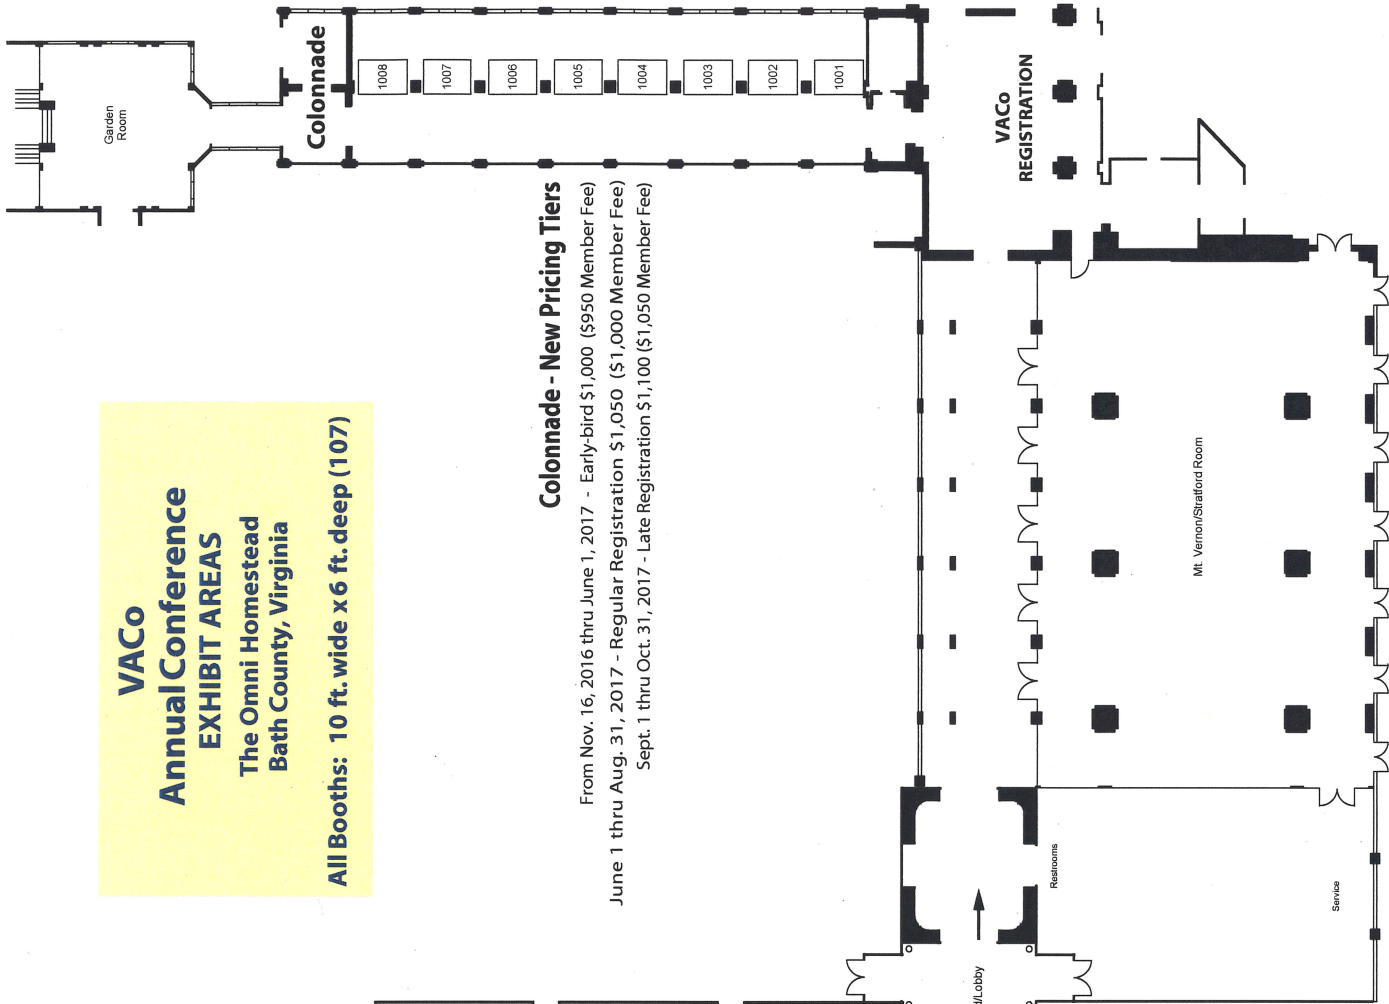 VACo
Annual Conference
EXHIBIT AREAS
The Omni Homestead
Bath County, Virginia
All Booths: 10 ft. wide x 6 ft. deep (107)
Colonnade - New Pricing Tiers
From Nov. 16, 2016 thru June 1, 2017 - Early-bird $1,000 ($950 Member Fee)
June 1 thru Aug. 31, 2017 - Regular Registration $1,050 ($1,000 Member Fee)
Sept. 1 thru Oct. 31, 2017 - Late Registration $1,100 ($1,050 Member Fee)
Garden
Room
Colonnade
1008
1007
1006
1005
1004
1003
1002
1001
VACo
REGISTRATION
Mt. Vernon/Stratford Room
Restrooms
Service
d/Lobby